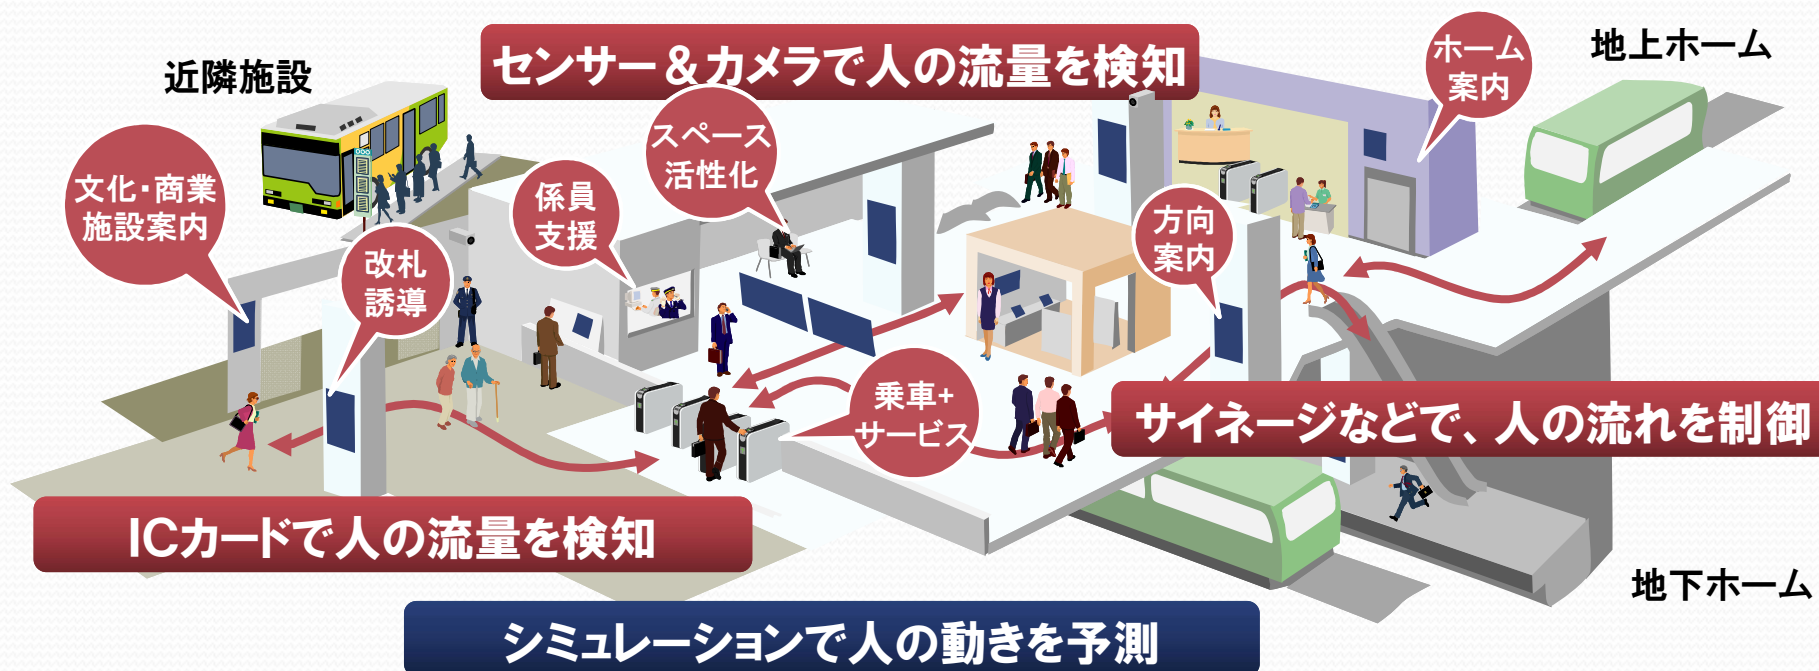 センサー&カメラで人の流量を検知
ホーム
案内
地上ホーム
近隣施設
スペース
活性化
文化・商業
施設案内
係員
支援
方向
案内
改札
誘導
乗車+
サービス
サイネージなどで、人の流れを制御
ICカードで人の流量を検知
地下ホーム
シミュレーションで人の動きを予測